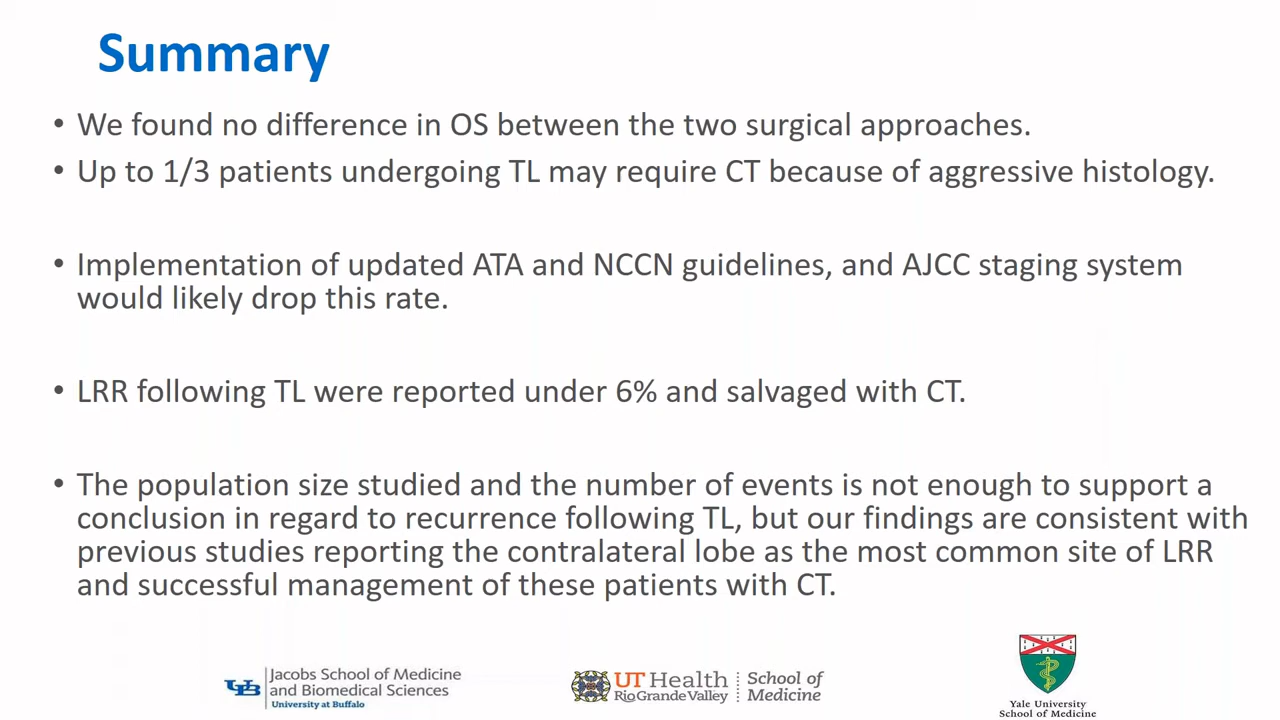 Summary
• We found no difference in OS between the two surgical approaches.
• Up to 1/3 patients undergoing TL may require CT because of aggressive histology.
• Implementation of updated ATA and NCCN guidelines, and AJCC staging system
would likely drop this rate.
• LRR following TL were reported under 6% and salvaged with CT.
• The population size studied and the number of events is not enough to support a
conclusion in regard to recurrence following TL, but our findings are consistent with
previous studies reporting the contralateral lobe as the most common site of LRR
and successful management of these patients with CT.
UB
Jacobs School of Medicine
and Biomedical Sciences
University at Buffalo
UT Health
Rio Grande Valley
School of
Medicine
Yale University
School of Medicine